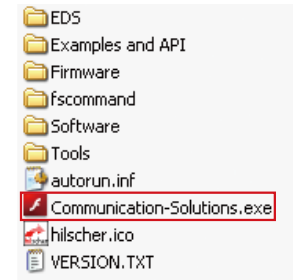 EDS
Examples and API
Firmware
fscommand
Software
Tools
autorun.inf
Communication-Solutions.exe
hilscher.ico
VERSION.TXT